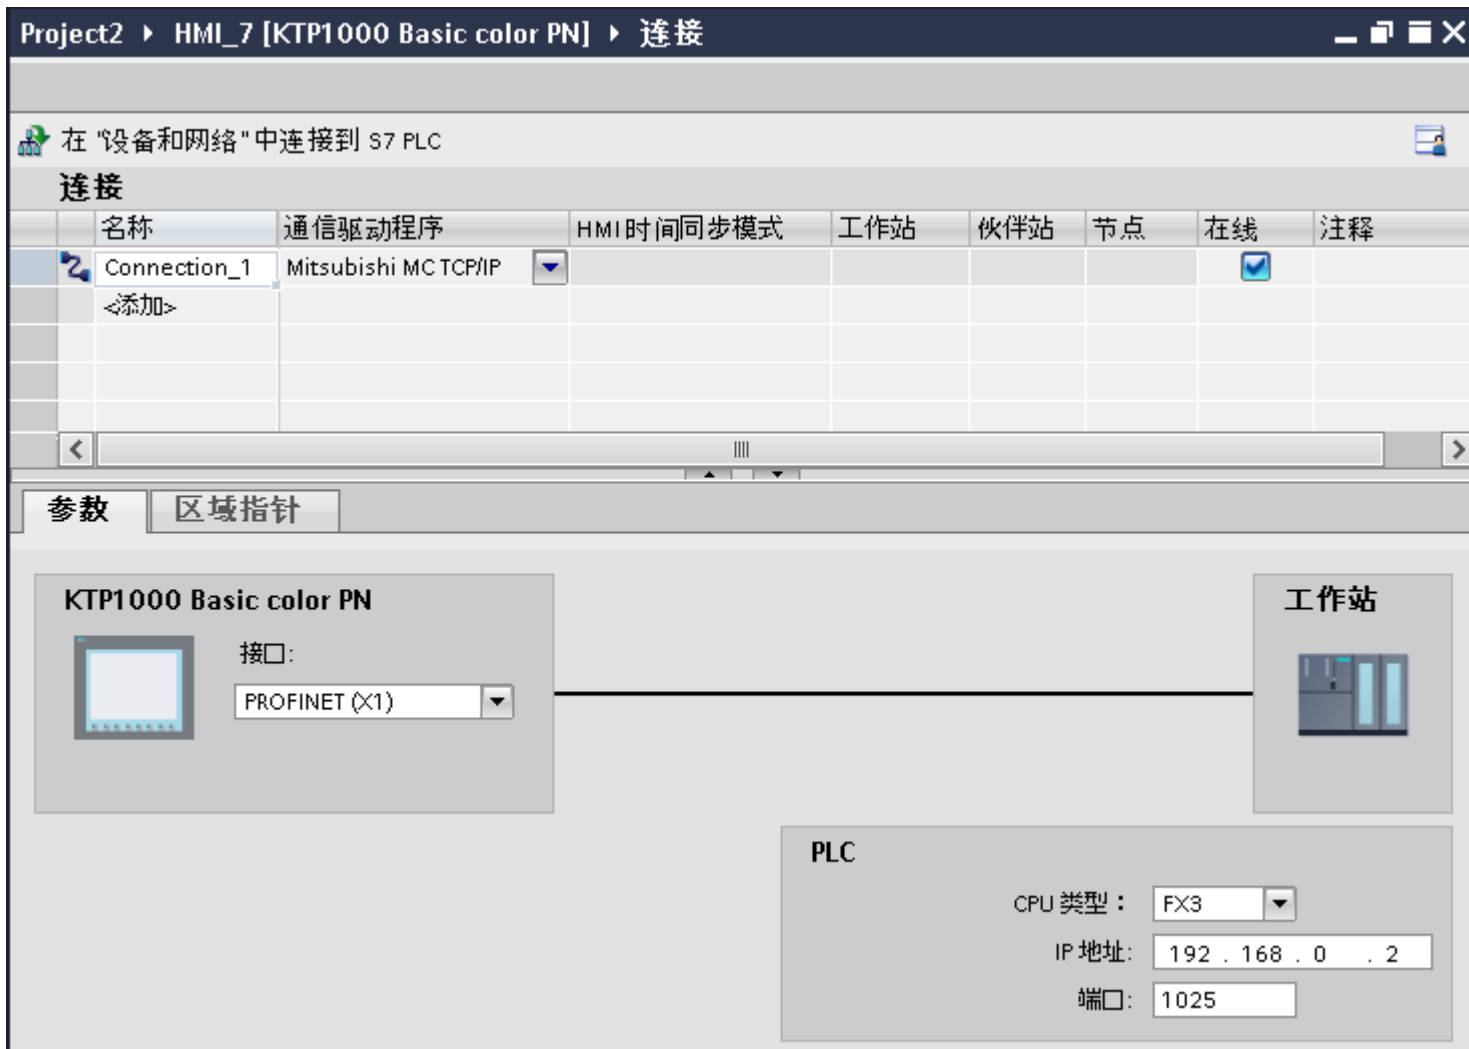 Project2 ▸ HMI_7 [KTP1000 Basic color PN] ▸ 连接
在 "设备和网络" 中连接到 S7 PLC
连接
名称 通信驱动程序 HMI 时间同步模式 工作站 伙伴站 节点 在线 注释
Connection_1 Mitsubishi MC TCP/IP
<添加>
参数 区域指针
KTP1000 Basic color PN
工作站
接口:
PROFINET (X1)
PLC
CPU 类型： FX3
IP 地址: 192 . 168 . 0 . 2
端口: 1025